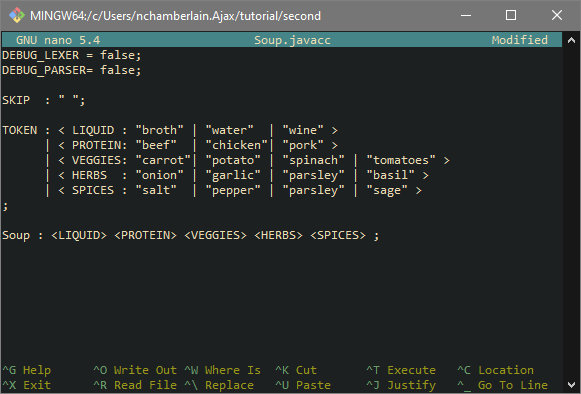 MINGW64:/c/Users/nchamberlain.Ajax/tutorial/second
GNU nano 5.4 Soup.javacc Modified
DEBUG_LEXER = false;
DEBUG_PARSER= false;
SKIP : " ";
TOKEN : < LIQUID : "broth" | "water" | "wine" >
| < PROTEIN: "beef" | "chicken"| "pork" >
| < VEGGIES: "carrot"| "potato" | "spinach" | "tomatoes" >
| < HERBS : "onion" | "garlic" | "parsley" | "basil" >
| < SPICES : "salt" | "pepper" | "parsley" | "sage" >
;
Soup : <LIQUID> <PROTEIN> <VEGGIES> <HERBS> <SPICES> ;
^G Help ^O Write Out ^W Where Is ^K Cut ^T Execute ^C Location
^X Exit ^R Read File ^\ Replace ^U Paste ^J Justify ^_ Go To Line